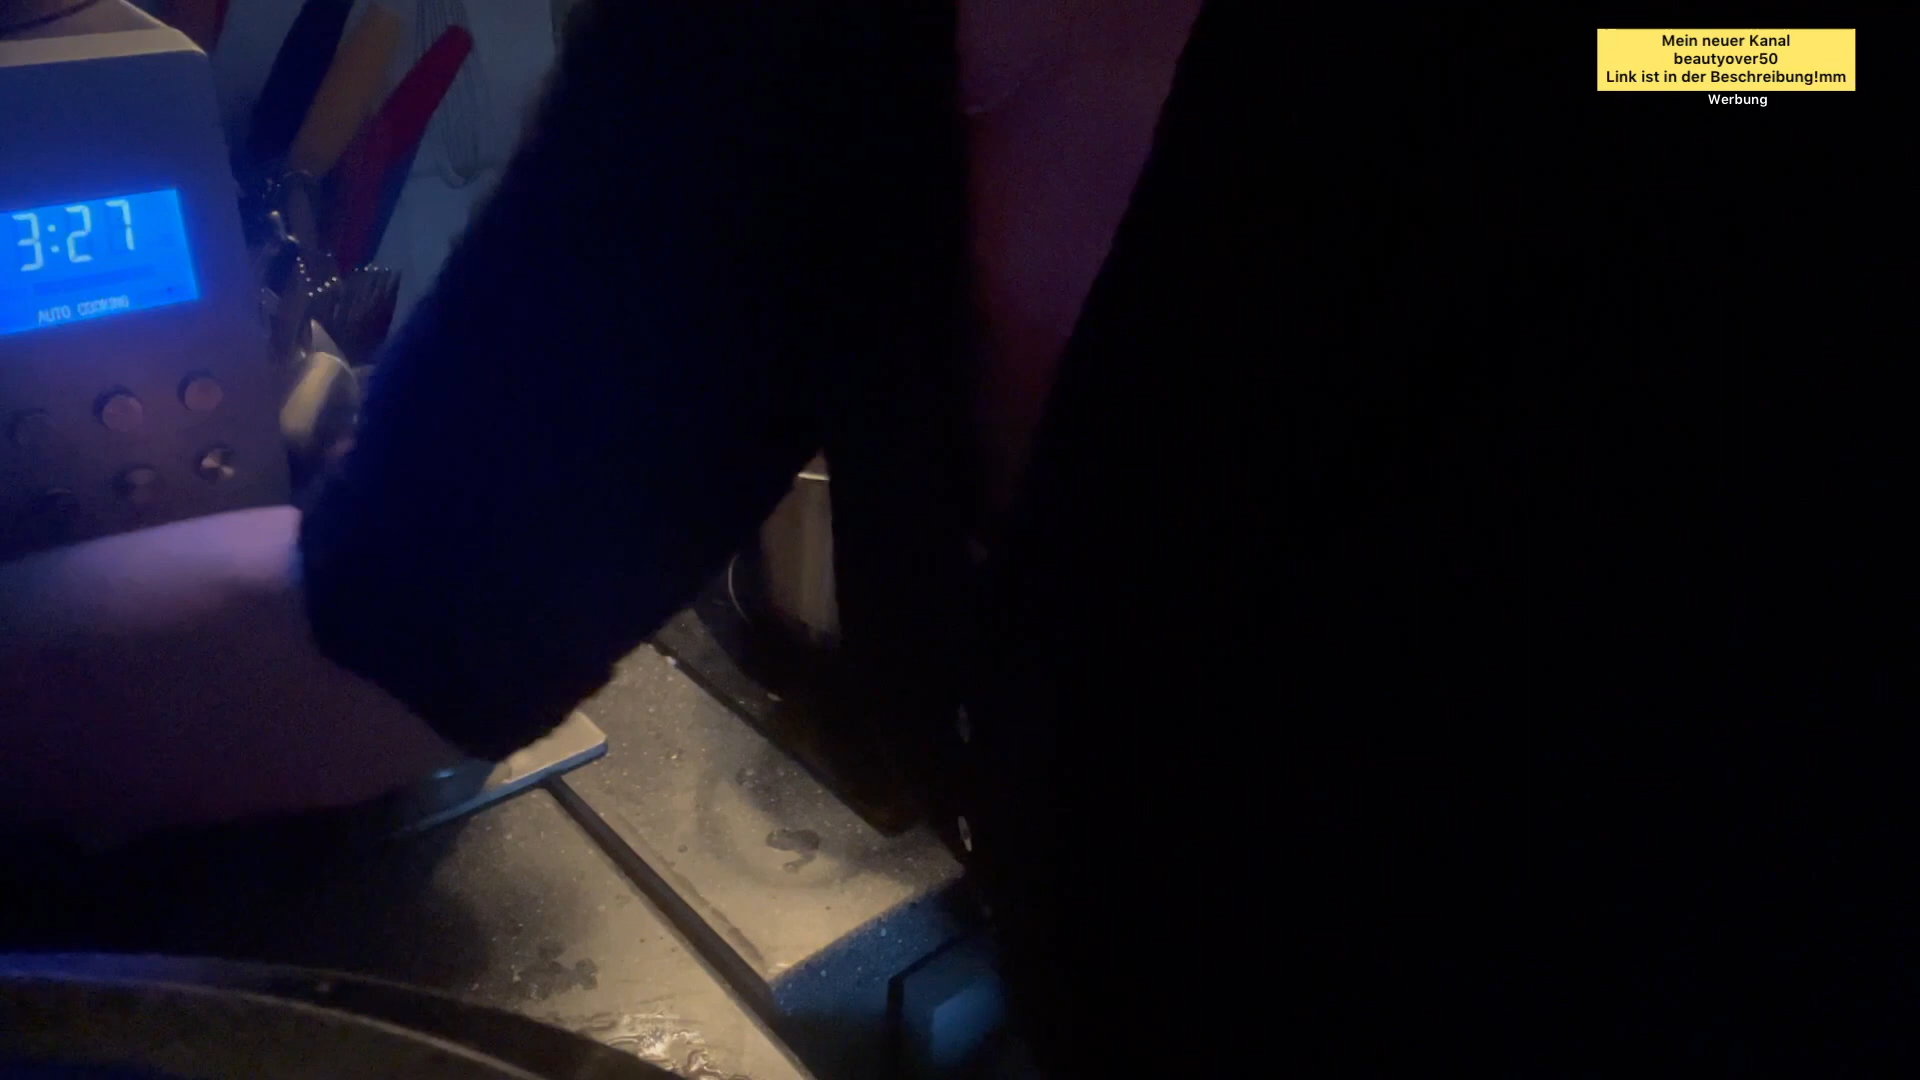 Mein neuer Kanal
beautyover50
Link ist in der Beschreibung!mm
Werbung
3:27
AUTO COOKING